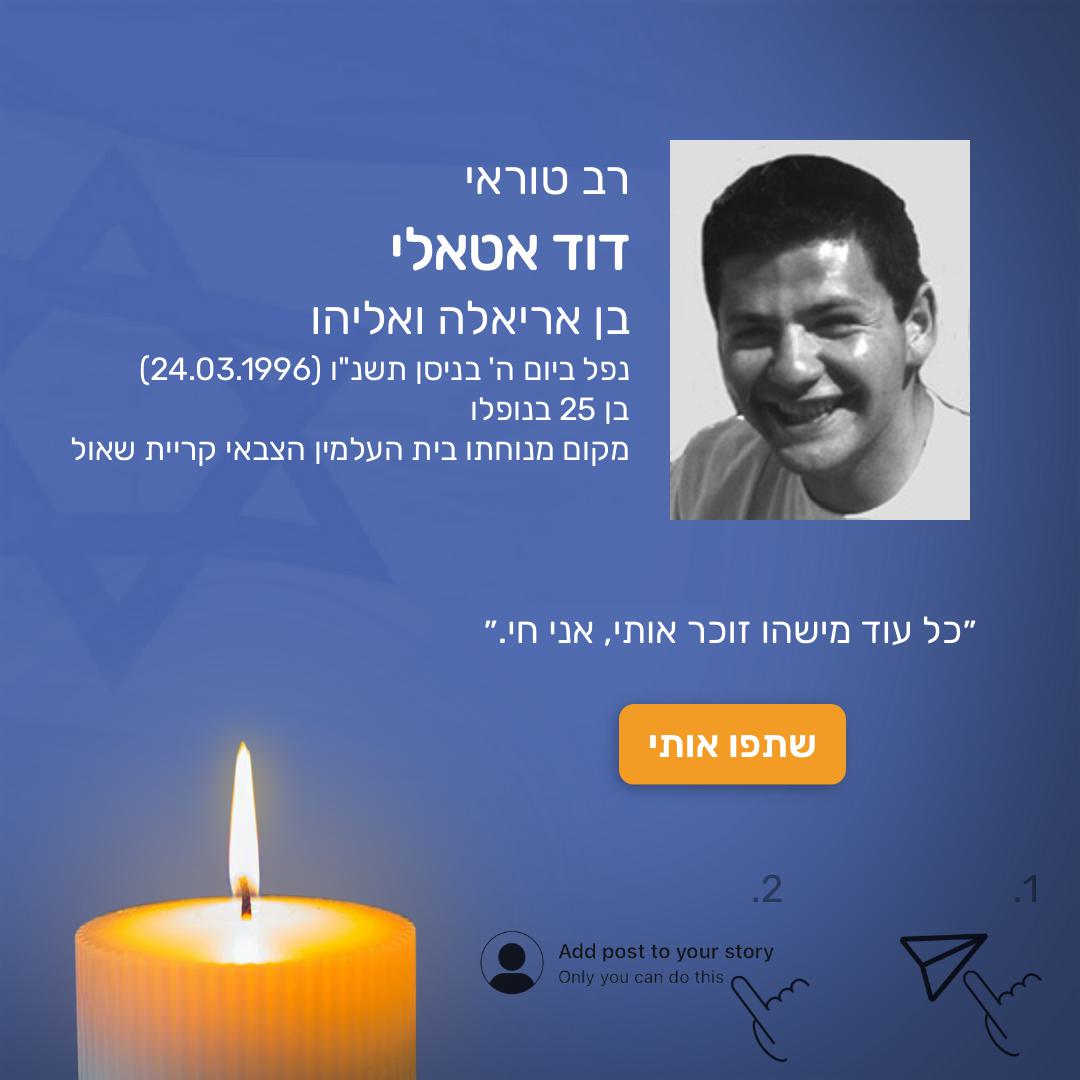 רב טוראי
דוד אטאלי
בן אריאלה ואליהו
נפל ביום ה' בניסן תשנ"ו (24.03.1996)
בן 25 בנופלו
מקום מנוחתו בית העלמין הצבאי קריית שאול
״כל עוד מישהו זוכר אותי, אני חי.״
שתפו אותי
.1
.2
Add post to your story
Only you can do this